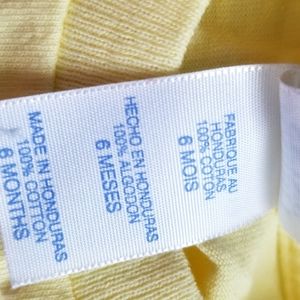 FABRIQUE AU
HONDURAS
100% COTON
6 MOIS
HECHO EN HONDURAS
100% ALGODON
6 MESES
MADE IN HONDURAS
100% COTTON
6 MONTHS